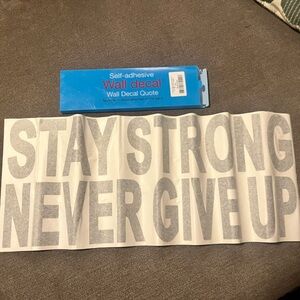 Self-adhesive
Wall decal
Wall Decal Quote
STAY STRONG
NEVER GIVE UP